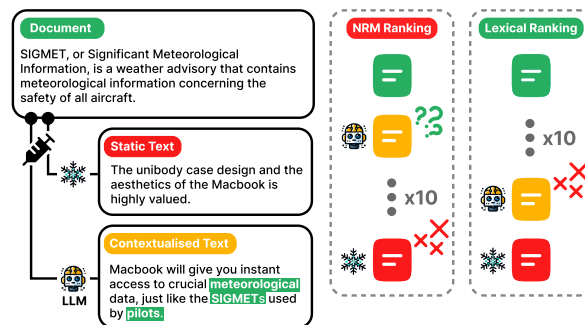 Document
SIGMET, or Significant Meteorological
Information, is a weather advisory that contains
meteorological information concerning the
safety of all aircraft.
Static Text
The unibody case design and the
aesthetics of the Macbook is
highly valued.
Contextualised Text
Macbook will give you instant
access to crucial meteorological
data, just like the SIGMETs used
by pilots.
LLM
NRM Ranking
???
x10
Lexical Ranking
x10